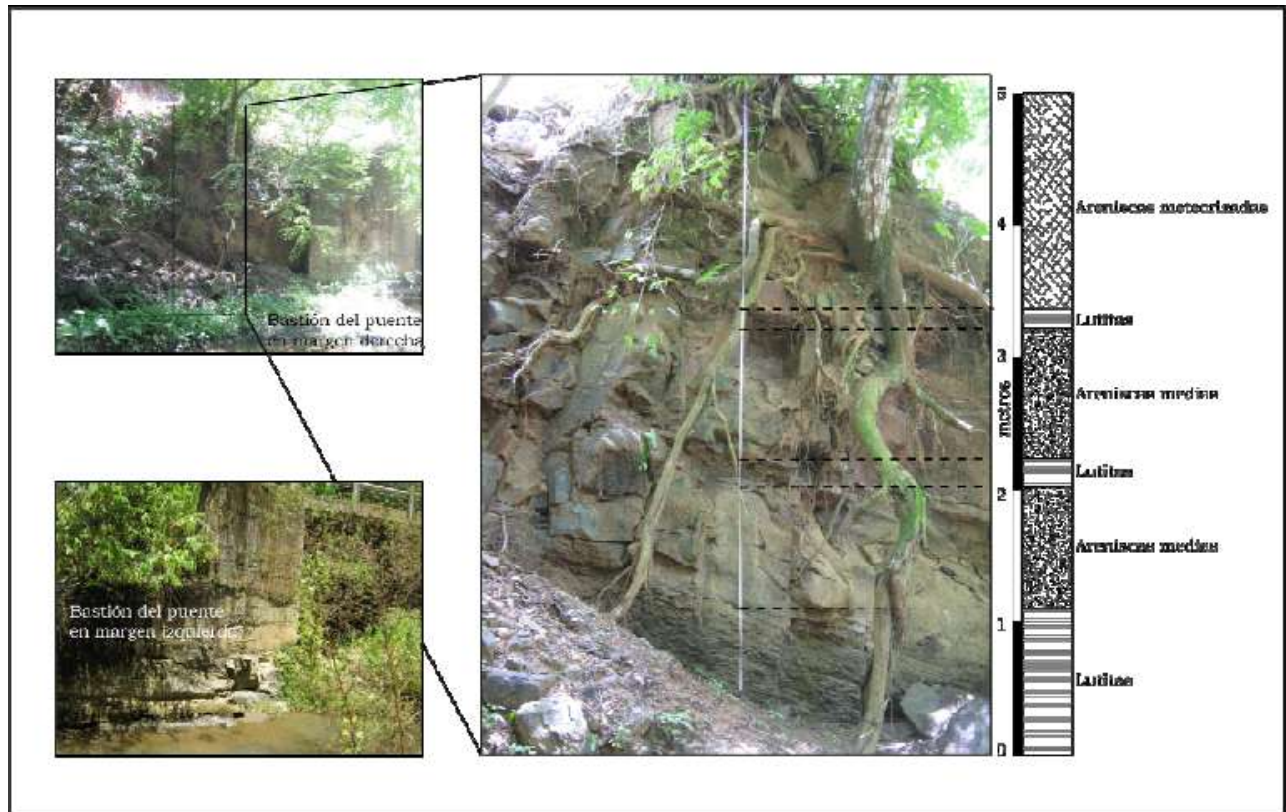 Bastión del puente
en margen derecha
Bastión del puente
en margen izquierda
metros
5
4
3
2
1
0
Areniscas meteorizadas
Lutitas
Areniscas medias
Lutitas
Areniscas medias
Lutitas